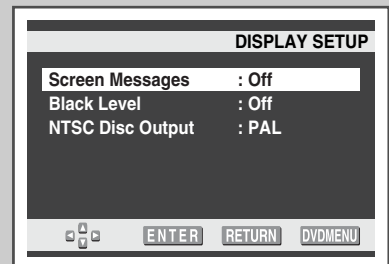 DISPLAY SETUP
Screen Messages : Off
Black Level : Off
NTSC Disc Output : PAL
ENTER RETURN DVDMENU